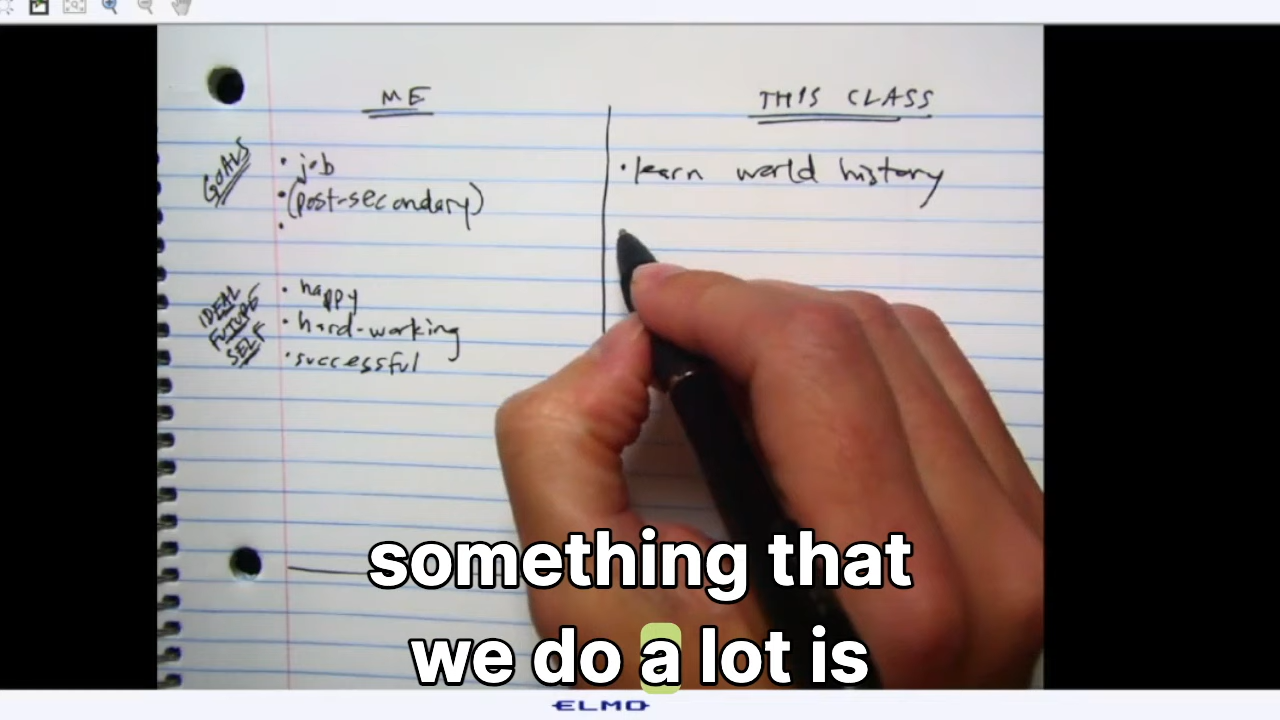 ME
THIS CLASS
GOALS
• job
• (post-secondary)
•
• learn world history
IDEAL
FUTURE
SELF
• happy
• hard-working
• successful
something that
we do a lot is
ELMO